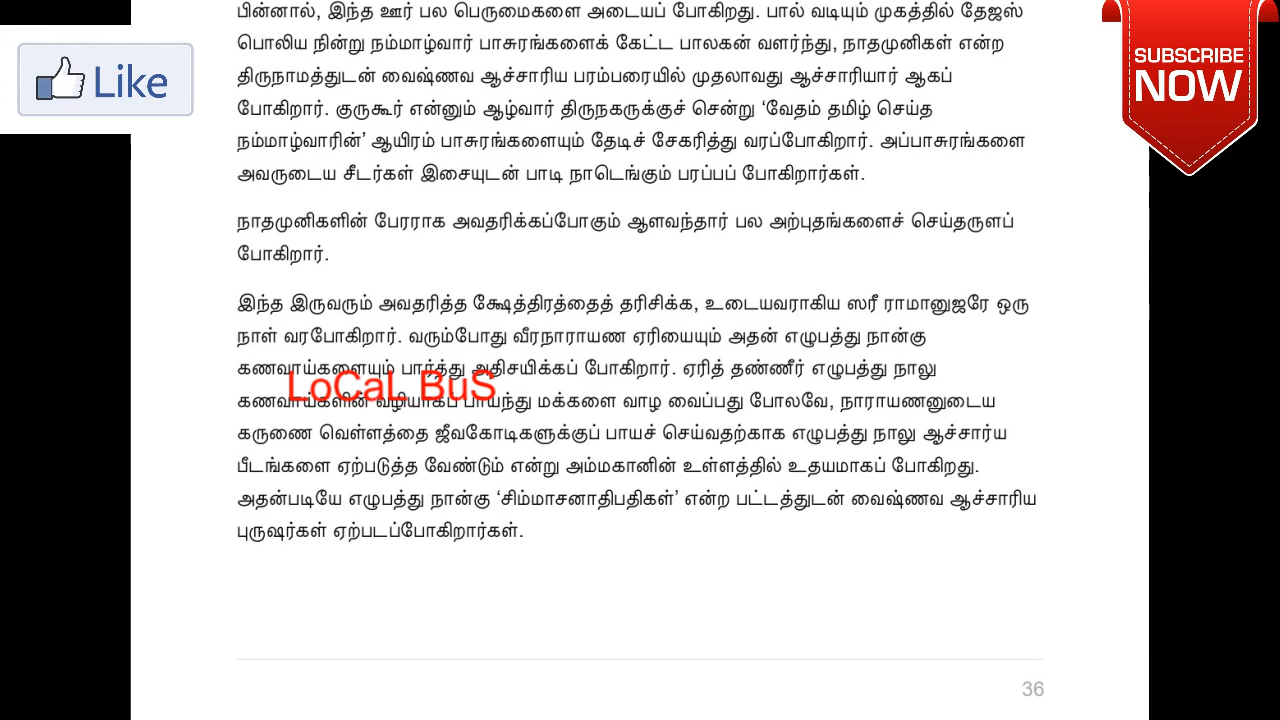 பின்னால், இந்த ஊர் பல பெருமைகளை அடையப் போகிறது. பால் வடியும் முகத்தில் தேஜஸ்
பொலிய நின்று நம்மாழ்வார் பாசுரங்களைக் கேட்ட பாலகன் வளர்ந்து, நாதமுனிகள் என்ற
திருநாமத்துடன் வைஷ்ணவ ஆச்சாரிய பரம்பரையில் முதலாவது ஆச்சாரியார் ஆகப்
போகிறார். குருகூர் என்னும் ஆழ்வார் திருநகருக்குச் சென்று ‘வேதம் தமிழ் செய்த
நம்மாழ்வாரின்’ ஆயிரம் பாசுரங்களையும் தேடிச் சேகரித்து வரப்போகிறார். அப்பாசுரங்களை
அவருடைய சீடர்கள் இசையுடன் பாடி நாடெங்கும் பரப்பப் போகிறார்கள்.
நாதமுனிகளின் பேரராக அவதரிக்கப்போகும் ஆளவந்தார் பல அற்புதங்களைச் செய்தருளப்
போகிறார்.
இந்த இருவரும் அவதரித்த க்ஷேத்திரத்தைத் தரிசிக்க, உடையவராகிய ஸ்ரீ ராமானுஜரே ஒரு
நாள் வரபோகிறார். வரும்போது வீரநாராயண ஏரியையும் அதன் எழுபத்து நான்கு
கணவாய்களையும் பார்த்து அதிசயிக்கப் போகிறார். ஏரித் தண்ணீர் எழுபத்து நாலு
கணவாய்களின் வழியாகப் பாய்ந்து மக்களை வாழ வைப்பது போலவே, நாராயணனுடைய
கருணை வெள்ளத்தை ஜீவகோடிகளுக்குப் பாயச் செய்வதற்காக எழுபத்து நாலு ஆச்சார்ய
பீடங்களை ஏற்படுத்த வேண்டும் என்று அம்மகானின் உள்ளத்தில் உதயமாகப் போகிறது.
அதன்படியே எழுபத்து நான்கு ‘சிம்மாசனாதிபதிகள்’ என்ற பட்டத்துடன் வைஷ்ணவ ஆச்சாரிய
புருஷர்கள் ஏற்படப்போகிறார்கள்.
36
Like
SUBSCRIBE
NOW
LoCaL BuS